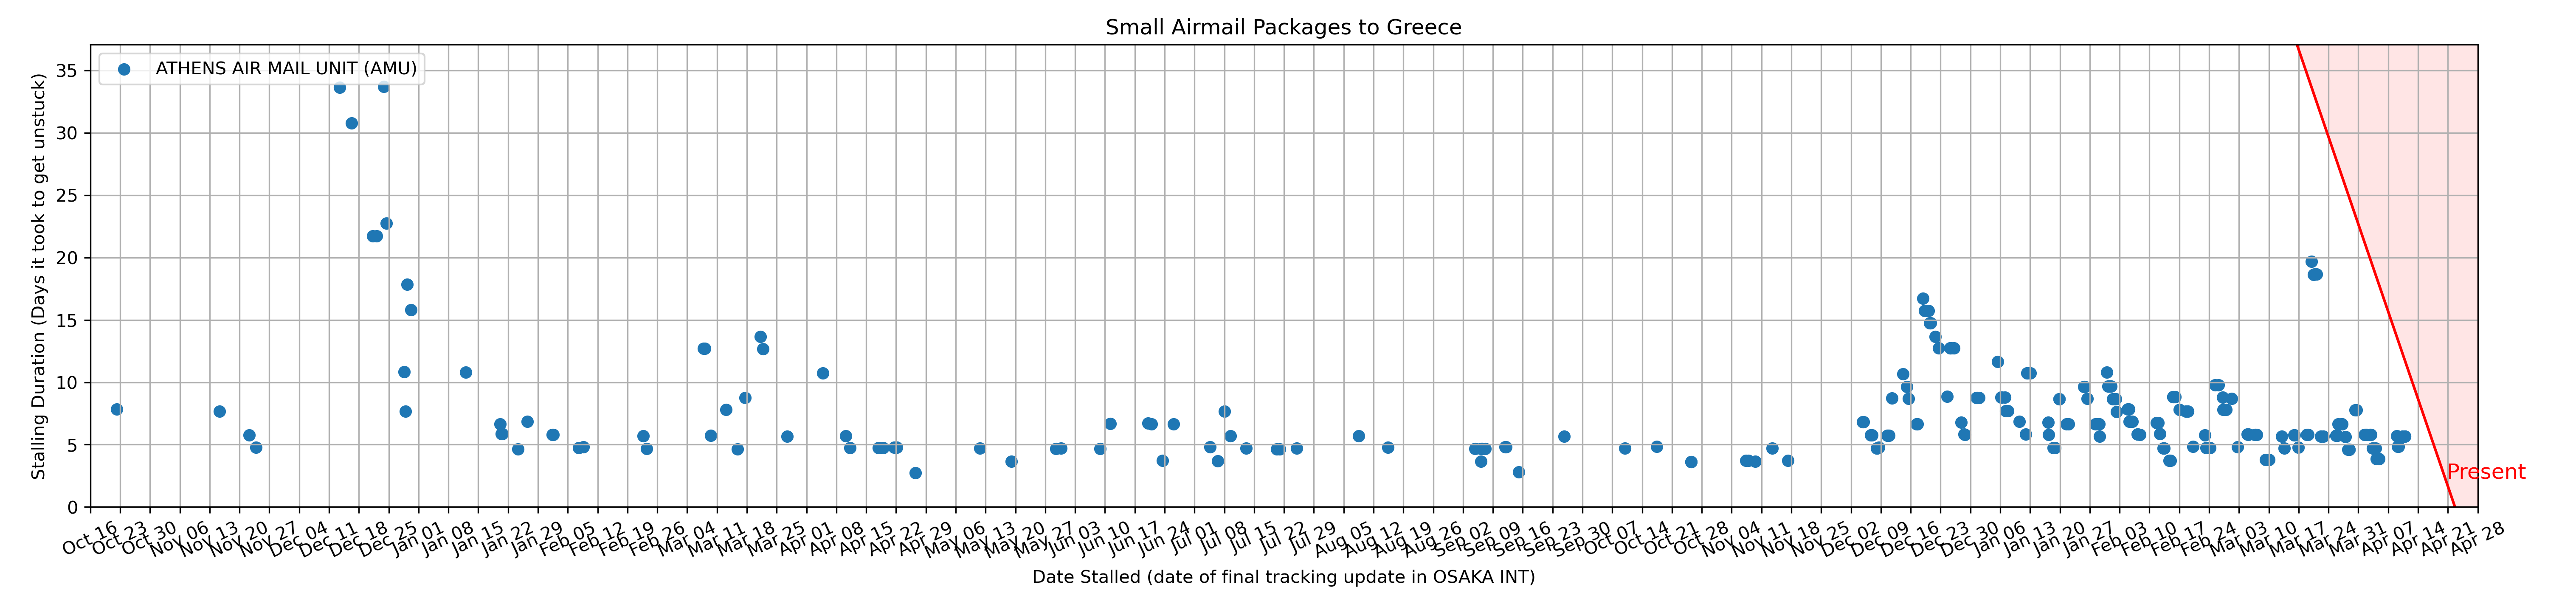 Small Airmail Packages to Greece
ATHENS AIR MAIL UNIT (AMU)
Stalling Duration (Days it took to get unstuck)
35
30
25
20
15
10
5
0
Present
Oct 16
Oct 23
Oct 30
Nov 06
Nov 13
Nov 20
Nov 27
Dec 04
Dec 11
Dec 18
Dec 25
Jan 01
Jan 08
Jan 15
Jan 22
Jan 29
Feb 05
Feb 12
Feb 19
Feb 26
Mar 04
Mar 11
Mar 18
Mar 25
Apr 01
Apr 08
Apr 15
Apr 22
Apr 29
May 06
May 13
May 20
May 27
Jun 03
Jun 10
Jun 17
Jun 24
Jul 01
Jul 08
Jul 15
Jul 22
Jul 29
Aug 05
Aug 12
Aug 19
Aug 26
Sep 02
Sep 09
Sep 16
Sep 23
Sep 30
Oct 07
Oct 14
Oct 21
Oct 28
Nov 04
Nov 11
Nov 18
Nov 25
Dec 02
Dec 09
Dec 16
Dec 23
Dec 30
Jan 06
Jan 13
Jan 20
Jan 27
Feb 03
Feb 10
Feb 17
Feb 24
Mar 03
Mar 10
Mar 17
Mar 24
Mar 31
Apr 07
Apr 14
Apr 21
Apr 28
Date Stalled (date of final tracking update in OSAKA INT)